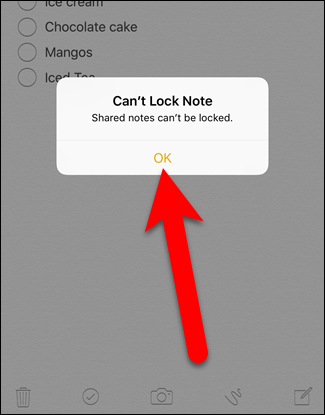 Ice cream
Chocolate cake
Mangos
Iced Tea
Can't Lock Note
Shared notes can't be locked.
OK